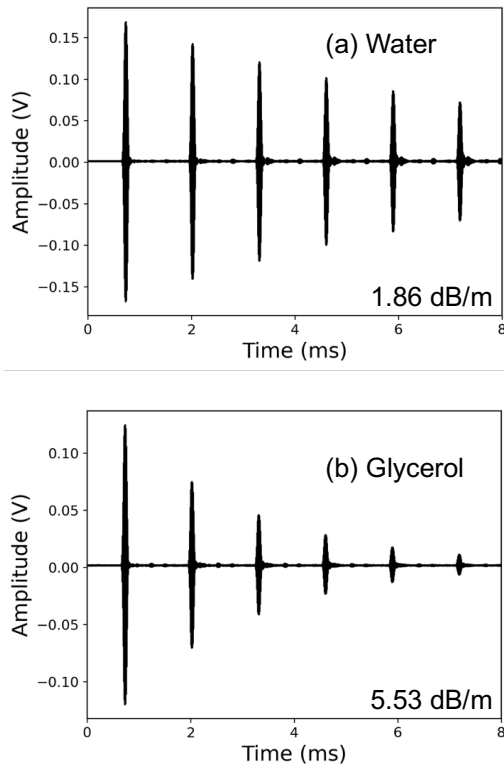 (a) Water
Amplitude (V)
0.15
0.10
0.05
0.00
−0.05
−0.10
−0.15
1.86 dB/m
0 2 4 6 8
Time (ms)
(b) Glycerol
Amplitude (V)
0.10
0.05
0.00
−0.05
−0.10
5.53 dB/m
0 2 4 6 8
Time (ms)